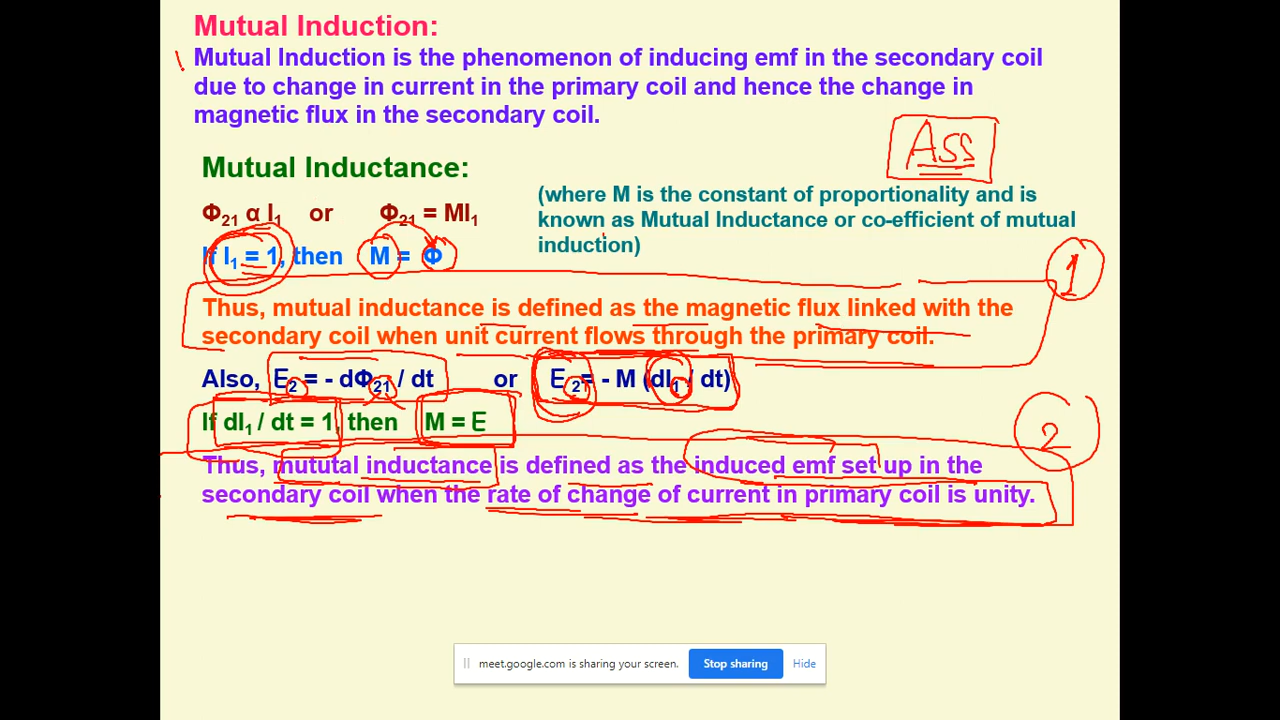 Mutual Induction:
Mutual Induction is the phenomenon of inducing emf in the secondary coil
due to change in current in the primary coil and hence the change in
magnetic flux in the secondary coil.
Ass
Mutual Inductance:
Φ21 α I1 or Φ21 = MI1
(where M is the constant of proportionality and is
known as Mutual Inductance or co-efficient of mutual
induction)
If I1 = 1, then M = Φ
1
Thus, mutual inductance is defined as the magnetic flux linked with the
secondary coil when unit current flows through the primary coil.
Also, E2 = - dΦ21 / dt or E2 = - M (dI1 / dt)
If dI1 / dt = 1, then M = E
2
Thus, mututal inductance is defined as the induced emf set up in the
secondary coil when the rate of change of current in primary coil is unity.
meet.google.com is sharing your screen. Stop sharing Hide